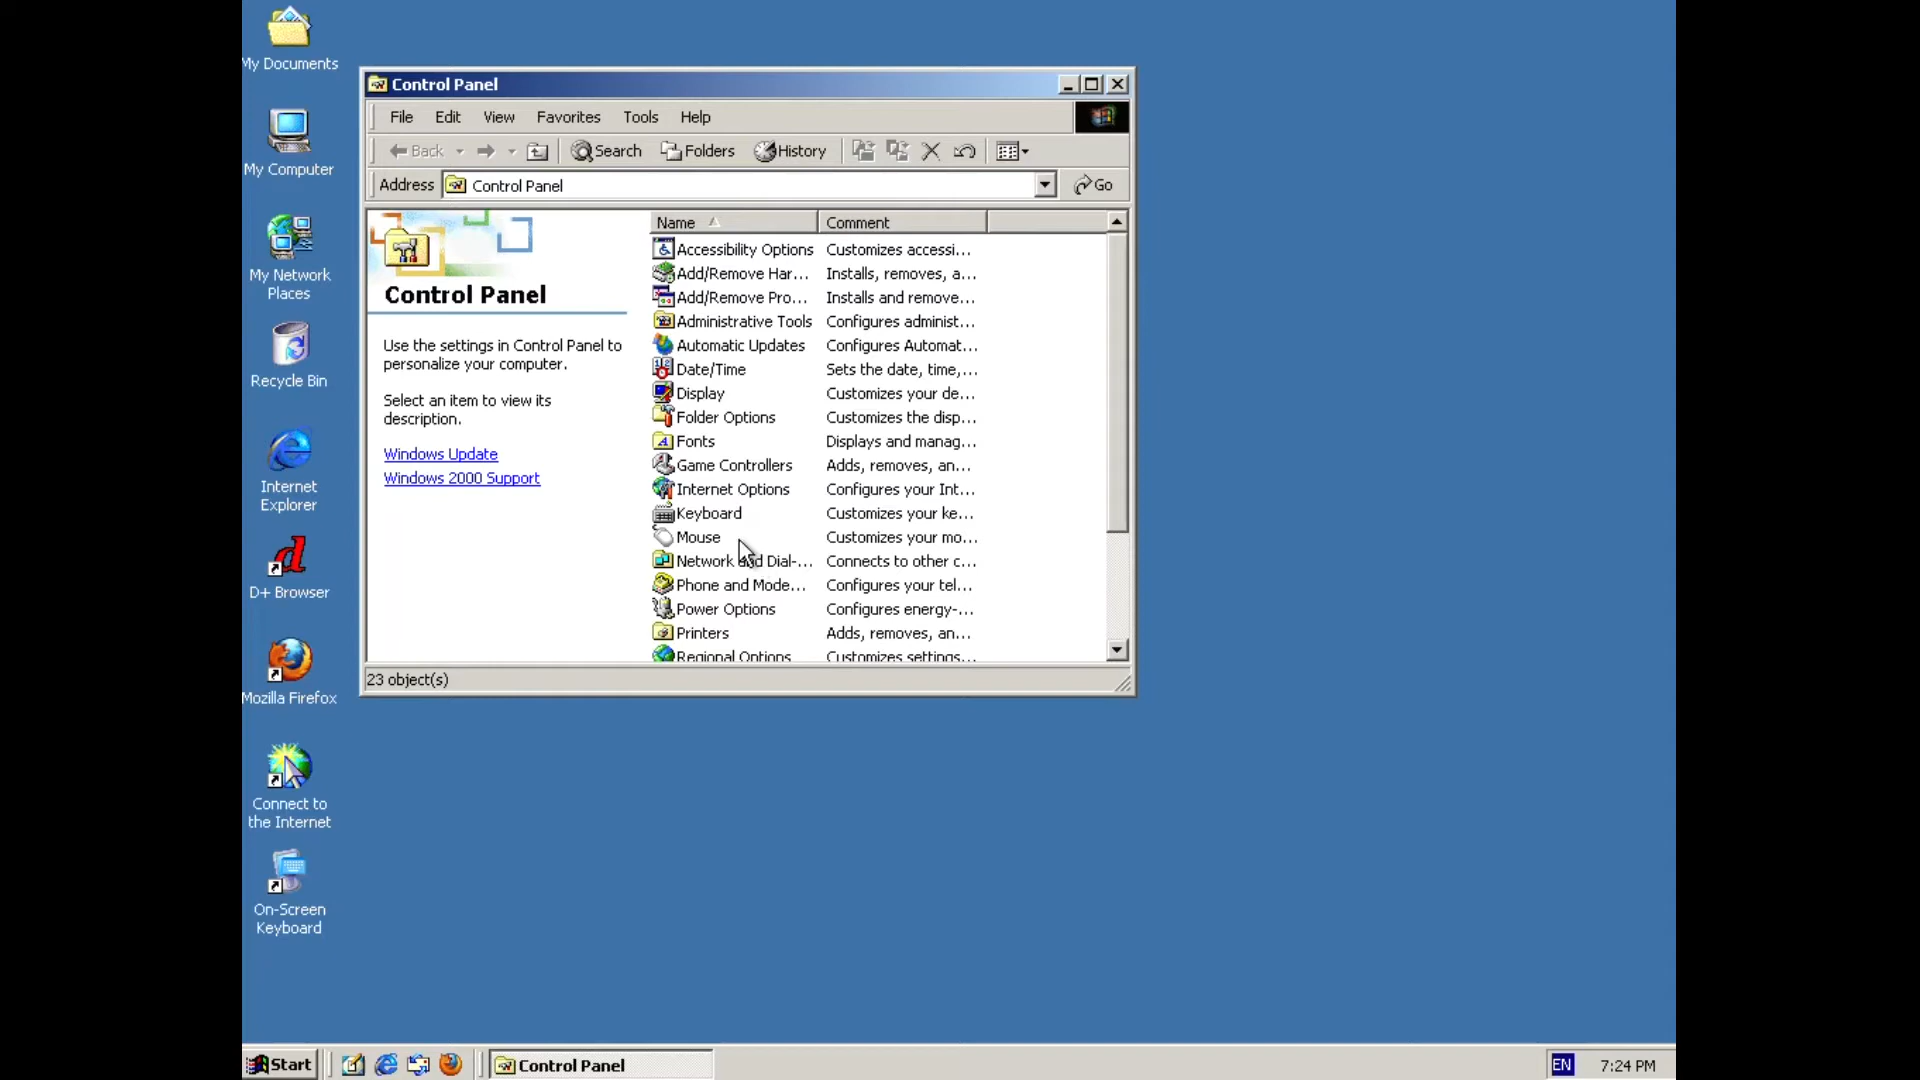 My Documents
My Computer
My Network
Places
Recycle Bin
Internet
Explorer
D+ Browser
Mozilla Firefox
Connect to
the Internet
On-Screen
Keyboard
Control Panel
File Edit View Favorites Tools Help
Back Search Folders History
Address Control Panel Go
Control Panel
Use the settings in Control Panel to
personalize your computer.
Select an item to view its
description.
Windows Update
Windows 2000 Support
Name Comment
Accessibility Options Customizes accessi...
Add/Remove Har... Installs, removes, a...
Add/Remove Pro... Installs and remove...
Administrative Tools Configures administ...
Automatic Updates Configures Automat...
Date/Time Sets the date, time,...
Display Customizes your de...
Folder Options Customizes the disp...
Fonts Displays and manag...
Game Controllers Adds, removes, an...
Internet Options Configures your Int...
Keyboard Customizes your ke...
Mouse Customizes your mo...
Network and Dial-... Connects to other c...
Phone and Mode... Configures your tel...
Power Options Configures energy-...
Printers Adds, removes, an...
Regional Options Customizes settings...
23 object(s)
Start Control Panel EN 7:24 PM